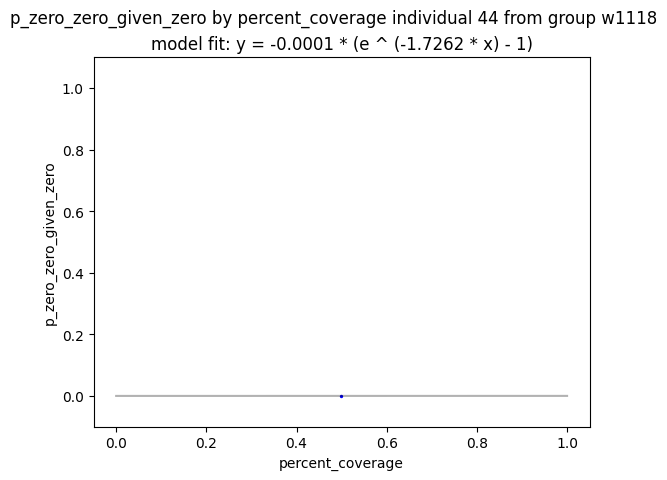 p_zero_zero_given_zero by percent_coverage individual 44 from group w1118
model fit: y = -0.0001 * (e ^ (-1.7262 * x) - 1)
1.0
0.8
0.6
0.4
0.2
0.0
p_zero_zero_given_zero
0.0 0.2 0.4 0.6 0.8 1.0
percent_coverage